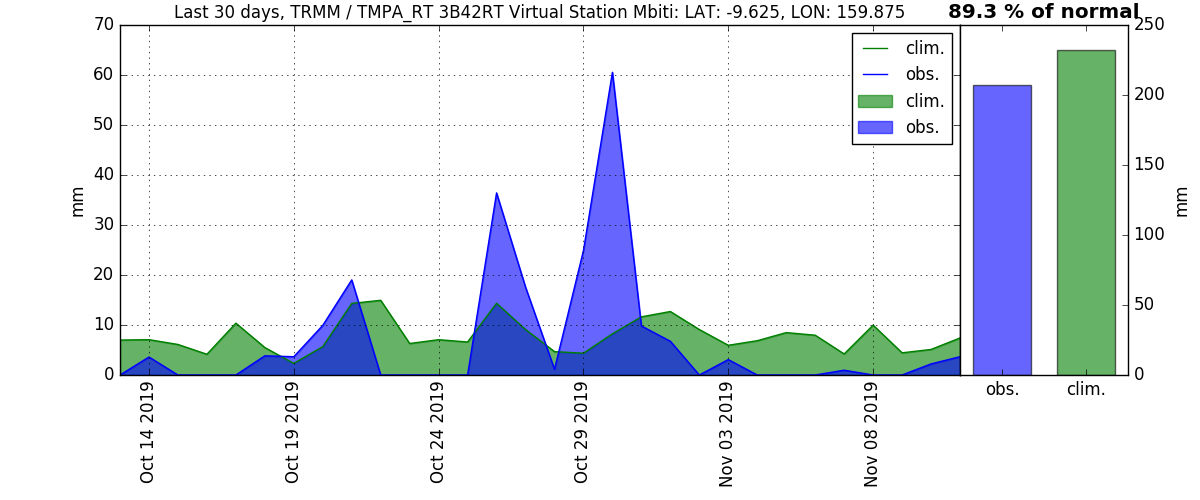 Last 30 days, TRMM / TMPA_RT 3B42RT Virtual Station Mbiti: LAT: -9.625, LON: 159.875
89.3 % of normal
70
60
50
40
30
20
10
0
mm
clim.
obs.
clim.
obs.
250
200
150
100
50
0
mm
Oct 14 2019
Oct 19 2019
Oct 24 2019
Oct 29 2019
Nov 03 2019
Nov 08 2019
obs.
clim.